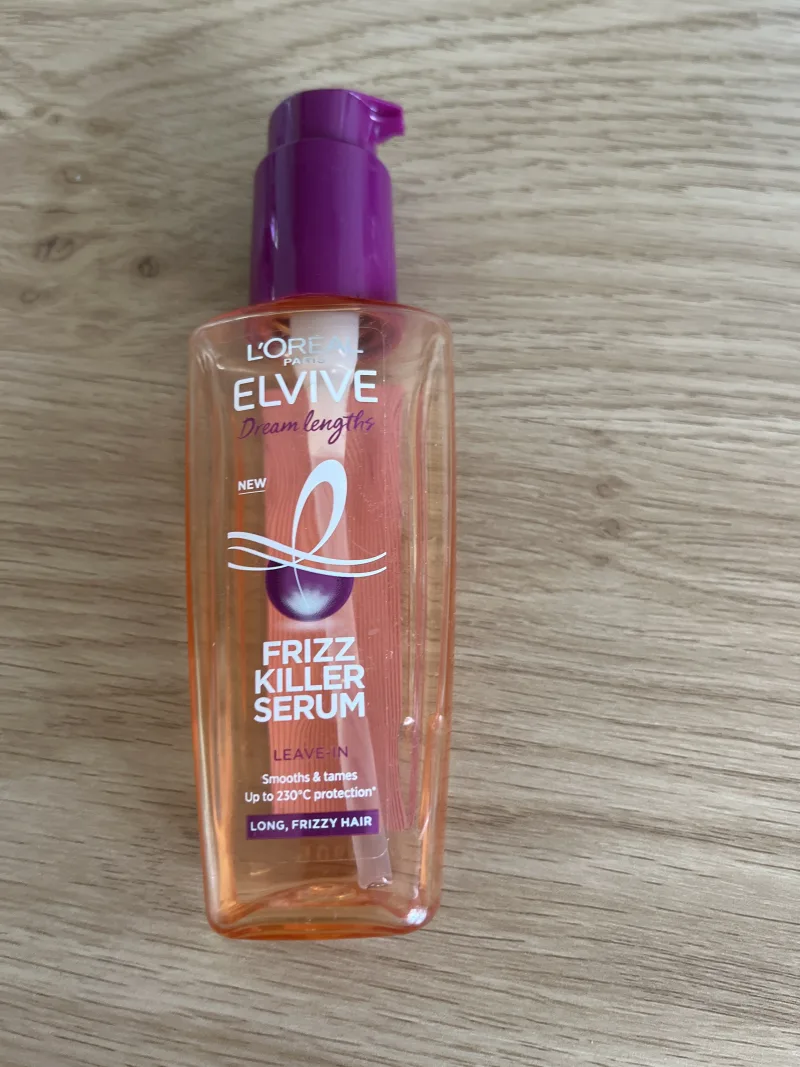 L'ORÉAL
PARIS
ELVIVE
Dream lengths
NEW
FRIZZ
KILLER
SERUM
LEAVE-IN
Smooths & tames
Up to 230°C protection*
LONG, FRIZZY HAIR